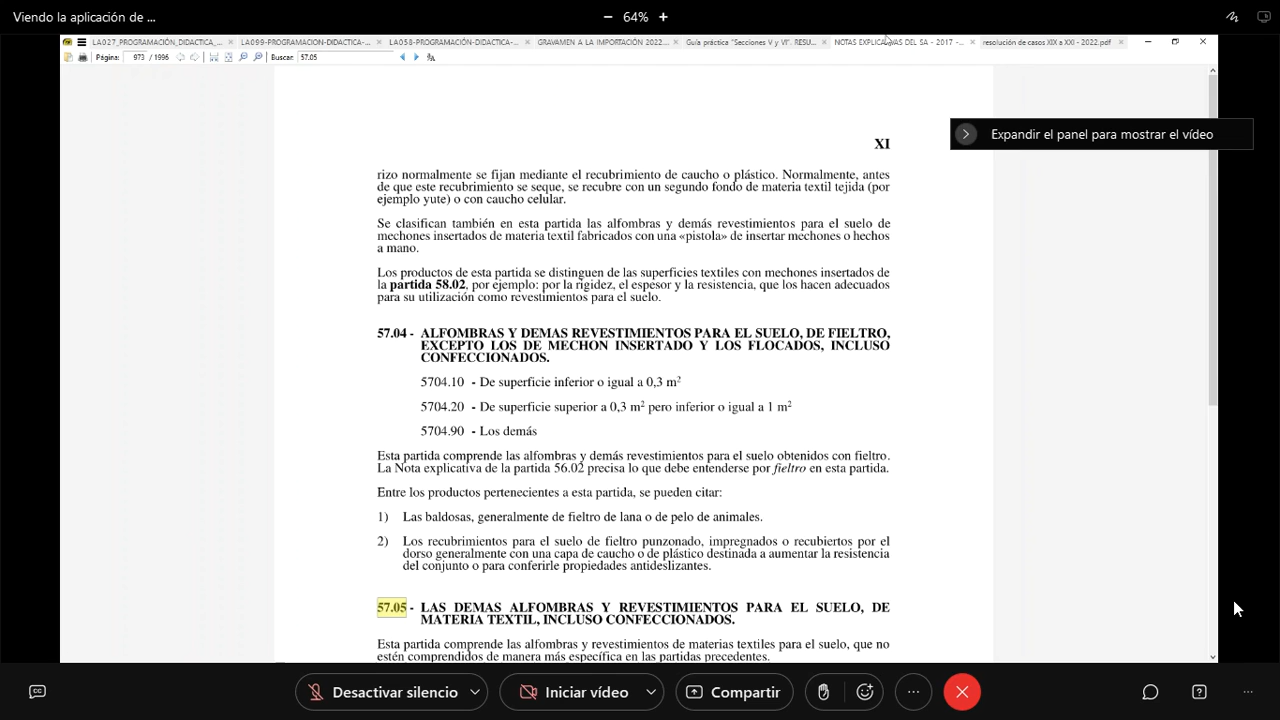 Viendo la aplicación de ...
64%
LA027_PROGRAMACIÓN_DIDACTICA_...
LA099-PROGRAMACION-DIDACTICA-...
LA058-PROGRAMACIÓN-DIDÁCTICA-...
GRAVAMEN A LA IMPORTACIÓN 2022....
Guía práctica "Secciones V y VI". RESU...
NOTAS EXPLICATIVAS DEL SA - 2017 -...
resolución de casos XIX a XXI - 2022.pdf
Página: 973 / 1996
Buscar: 57.05
Expandir el panel para mostrar el vídeo
XI
rizo normalmente se fijan mediante el recubrimiento de caucho o plástico. Normalmente, antes
de que este recubrimiento se seque, se recubre con un segundo fondo de materia textil tejida (por
ejemplo yute) o con caucho celular.
Se clasifican también en esta partida las alfombras y demás revestimientos para el suelo de
mechones insertados de materia textil fabricados con una «pistola» de insertar mechones o hechos
a mano.
Los productos de esta partida se distinguen de las superficies textiles con mechones insertados de
la partida 58.02, por ejemplo: por la rigidez, el espesor y la resistencia, que los hacen adecuados
para su utilización como revestimientos para el suelo.
57.04 - ALFOMBRAS Y DEMAS REVESTIMIENTOS PARA EL SUELO, DE FIELTRO,
EXCEPTO LOS DE MECHON INSERTADO Y LOS FLOCADOS, INCLUSO
CONFECCIONADOS.
5704.10 - De superficie inferior o igual a 0,3 m²
5704.20 - De superficie superior a 0,3 m² pero inferior o igual a 1 m²
5704.90 - Los demás
Esta partida comprende las alfombras y demás revestimientos para el suelo obtenidos con fieltro.
La Nota explicativa de la partida 56.02 precisa lo que debe entenderse por fieltro en esta partida.
Entre los productos pertenecientes a esta partida, se pueden citar:
1) Las baldosas, generalmente de fieltro de lana o de pelo de animales.
2) Los recubrimientos para el suelo de fieltro punzonado, impregnados o recubiertos por el
dorso generalmente con una capa de caucho o de plástico destinada a aumentar la resistencia
del conjunto o para conferirle propiedades antideslizantes.
57.05 - LAS DEMAS ALFOMBRAS Y REVESTIMIENTOS PARA EL SUELO, DE
MATERIA TEXTIL, INCLUSO CONFECCIONADOS.
Esta partida comprende las alfombras y revestimientos de materias textiles para el suelo, que no
estén comprendidos de manera más específica en las partidas precedentes.
CC
Desactivar silencio
Iniciar vídeo
Compartir